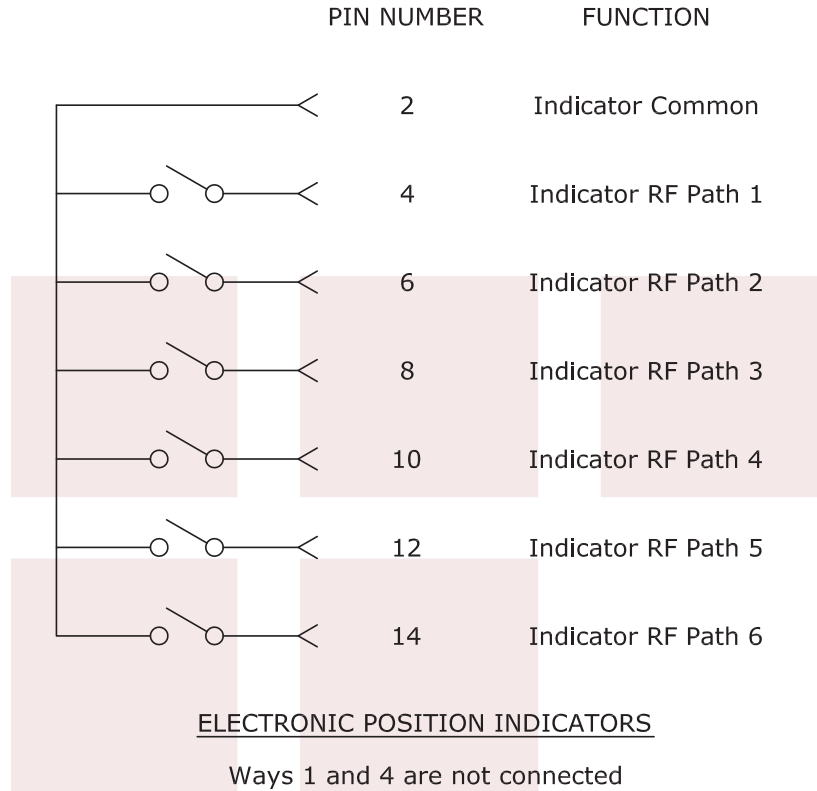 PIN NUMBER FUNCTION
2 Indicator Common
4 Indicator RF Path 1
6 Indicator RF Path 2
8 Indicator RF Path 3
10 Indicator RF Path 4
12 Indicator RF Path 5
14 Indicator RF Path 6
ELECTRONIC POSITION INDICATORS
Ways 1 and 4 are not connected